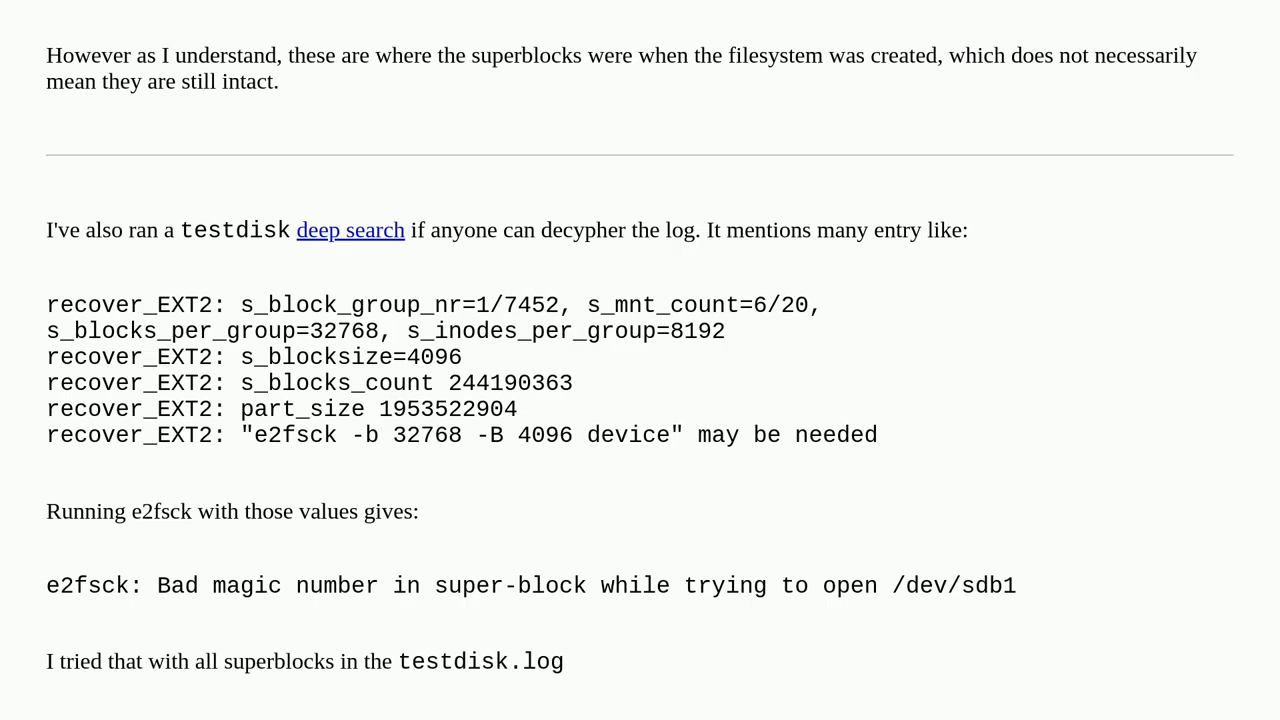 However as I understand, these are where the superblocks were when the filesystem was created, which does not necessarily
mean they are still intact.
I've also ran a testdisk deep search if anyone can decypher the log. It mentions many entry like:
recover_EXT2: s_block_group_nr=1/7452, s_mnt_count=6/20,
s_blocks_per_group=32768, s_inodes_per_group=8192
recover_EXT2: s_blocksize=4096
recover_EXT2: s_blocks_count 244190363
recover_EXT2: part_size 1953522904
recover_EXT2: "e2fsck -b 32768 -B 4096 device" may be needed
Running e2fsck with those values gives:
e2fsck: Bad magic number in super-block while trying to open /dev/sdb1
I tried that with all superblocks in the testdisk.log